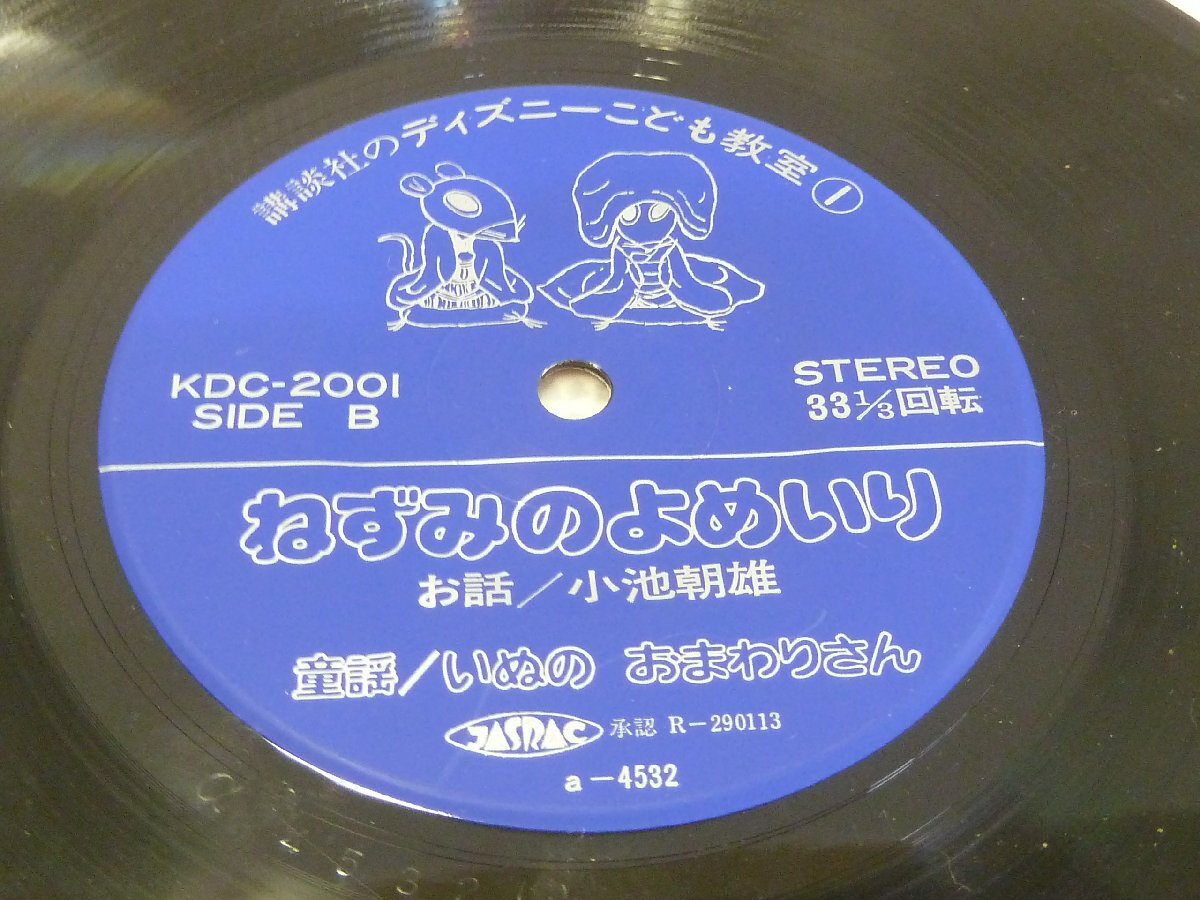 講談社のディズニーこども教室①
KDC-2001
SIDE B
STEREO
33 1/3回転
ねずみのよめいり
お話/小池朝雄
童謡/いぬの おまわりさん
JASRAC 承認 R-290113
a-4532